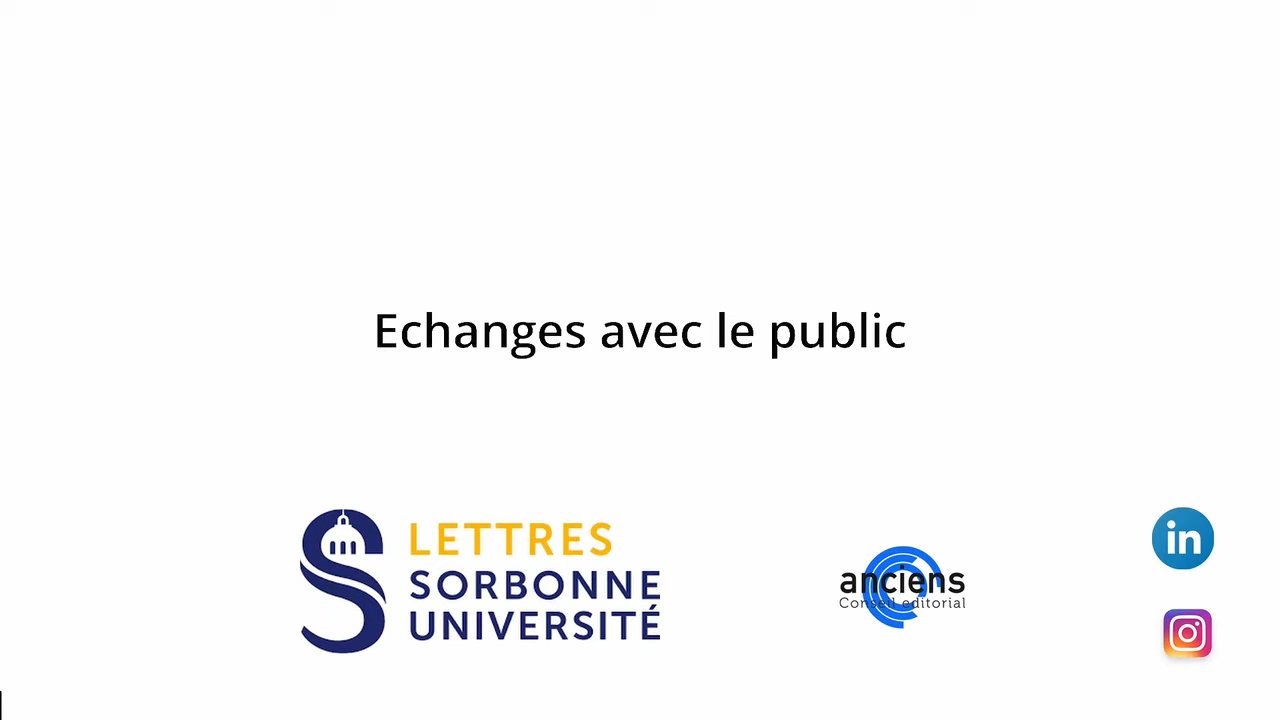 Echanges avec le public
LETTRES
SORBONNE
UNIVERSITÉ
anciens
Conseil editorial
in